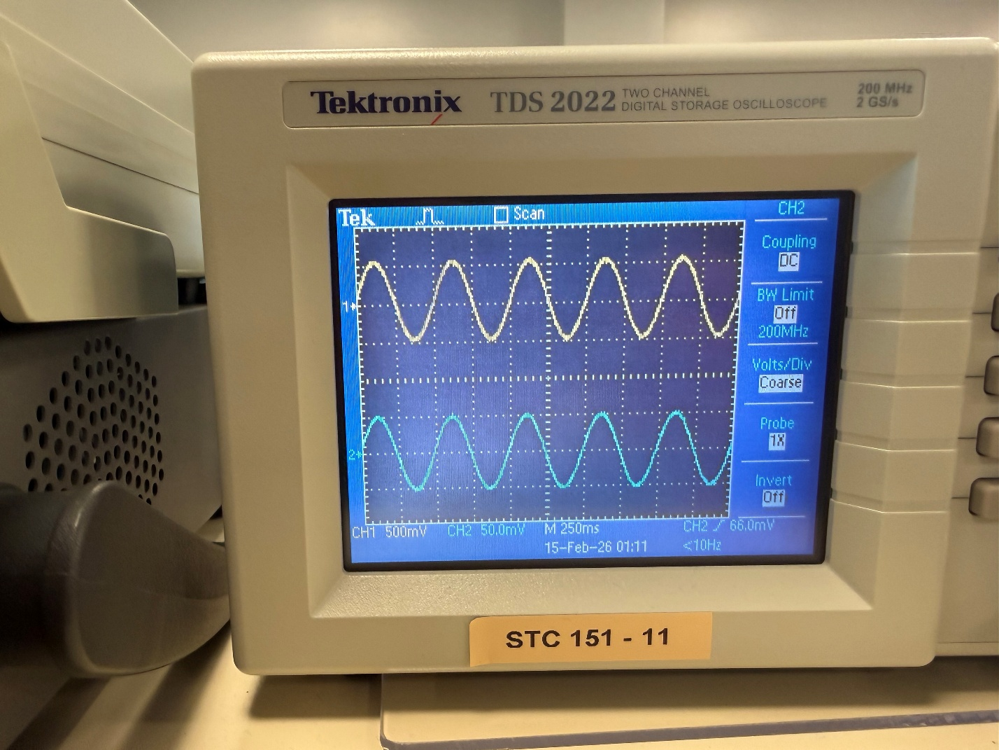 Tektronix TDS 2022 TWO CHANNEL DIGITAL STORAGE OSCILLOSCOPE
200 MHz
2 GS/s
Tek Scan
CH2
Coupling
DC
BW Limit
Off
200MHz
Volts/Div
Coarse
Probe
1X
Invert
Off
1
2
CH1 500mV CH2 50.0mV M 250ms CH2 66.0mV
15-Feb-26 01:11 <10Hz
STC 151 - 11